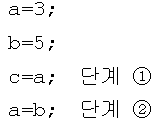 a=3;
b=5;
c=a; 단계 ①
a=b; 단계 ②